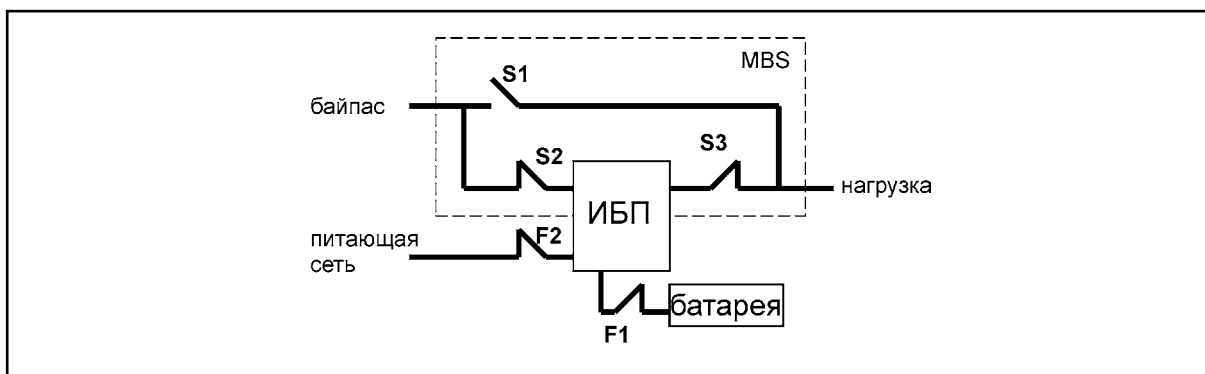 MBS
S1
байпас
S2
S3
ИБП
нагрузка
питающая
сеть
F2
батарея
F1